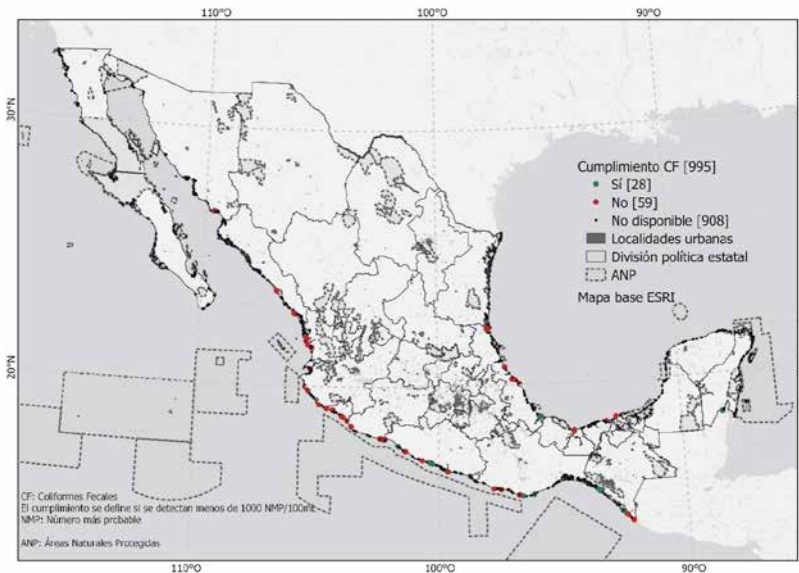 110°O 100°O 90°O
30°N
20°N
Cumplimiento CF [995]
Sí [28]
No [59]
No disponible [908]
Localidades urbanas
División política estatal
ANP
Mapa base ESRI
CF: Coliformes Fecales
El cumplimiento se define si se detectan menos de 1000 NMP/100ml
NMP: Número más probable
ANP: Áreas Naturales Protegidas
110°O 100°O 90°O